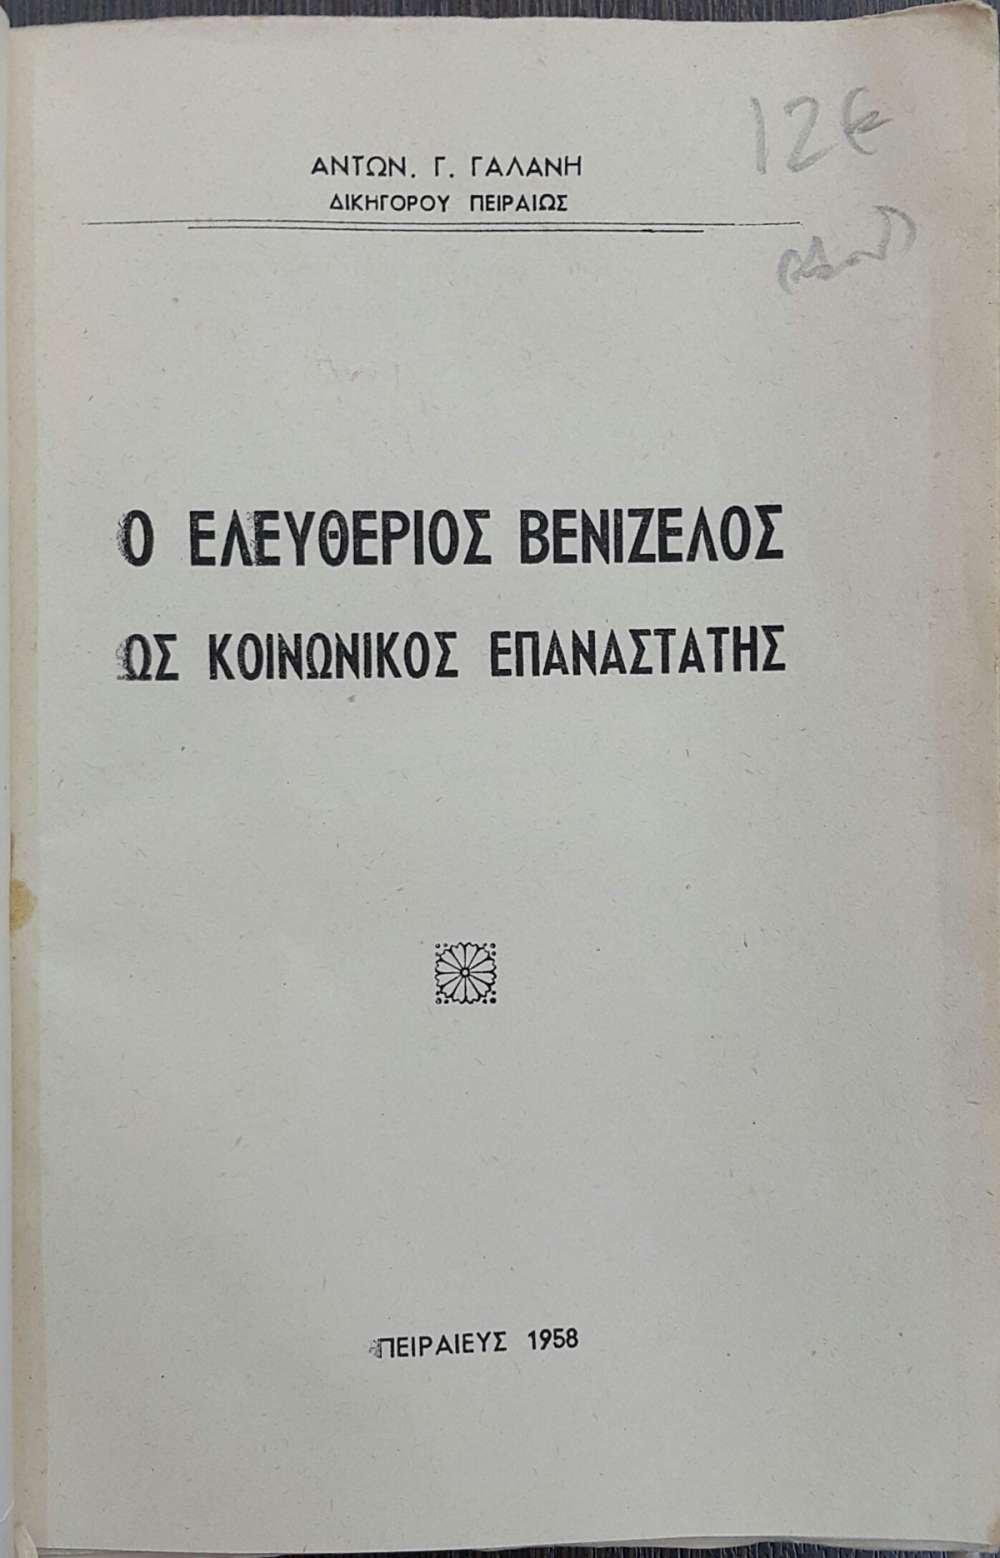 ΑΝΤΩΝ. Γ. ΓΑΛΑΝΗ
ΔΙΚΗΓΟΡΟΥ ΠΕΙΡΑΙΩΣ
12€
Ο ΕΛΕΥΘΕΡΙΟΣ ΒΕΝΙΖΕΛΟΣ
ΩΣ ΚΟΙΝΩΝΙΚΟΣ ΕΠΑΝΑΣΤΑΤΗΣ
ΠΕΙΡΑΙΕΥΣ 1958